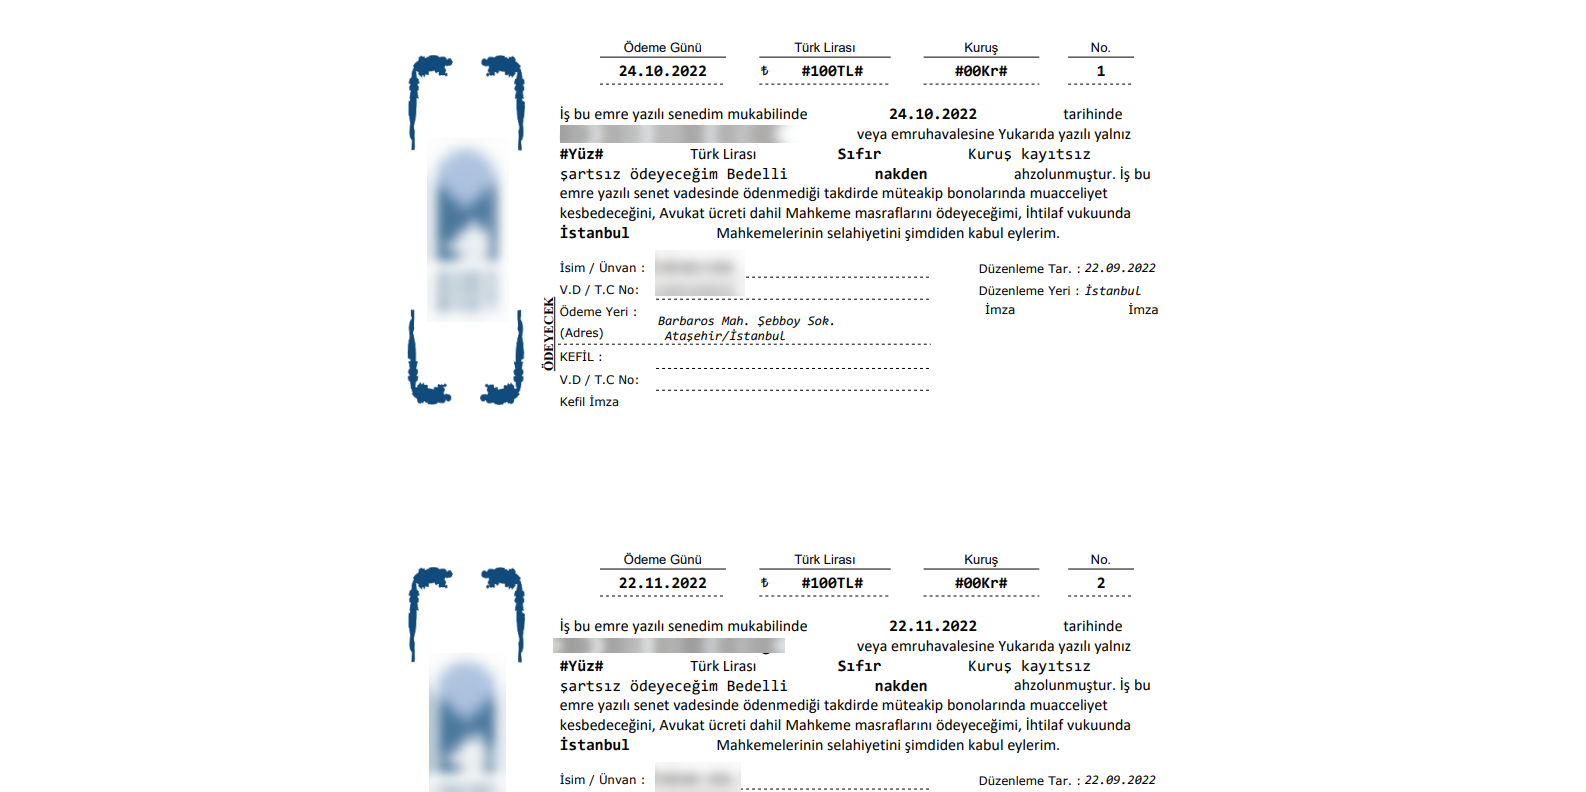 Ödeme Günü Türk Lirası Kuruş No.
24.10.2022 ₺ #100TL# #00Kr# 1
İş bu emre yazılı senedim mukabilinde 24.10.2022 tarihinde
veya emruhavalesine Yukarıda yazılı yalnız
#Yüz# Türk Lirası Sıfır Kuruş kayıtsız
şartsız ödeyeceğim Bedelli nakden ahzolunmuştur. İş bu
emre yazılı senet vadesinde ödenmediği takdirde müteakip bonolarında muacceliyet
kesbedeceğini, Avukat ücreti dahil Mahkeme masraflarını ödeyeceğimi, İhtilaf vukuunda
İstanbul Mahkemelerinin selahiyetini şimdiden kabul eylerim.
İsim / Ünvan : Düzenleme Tar. : 22.09.2022
V.D / T.C No: Düzenleme Yeri : İstanbul
Ödeme Yeri : İmza İmza
(Adres) Barbaros Mah. Şebboy Sok.
Ataşehir/İstanbul
ÖDEYECEK
KEFİL :
V.D / T.C No:
Kefil İmza
Ödeme Günü Türk Lirası Kuruş No.
22.11.2022 ₺ #100TL# #00Kr# 2
İş bu emre yazılı senedim mukabilinde 22.11.2022 tarihinde
veya emruhavalesine Yukarıda yazılı yalnız
#Yüz# Türk Lirası Sıfır Kuruş kayıtsız
şartsız ödeyeceğim Bedelli nakden ahzolunmuştur. İş bu
emre yazılı senet vadesinde ödenmediği takdirde müteakip bonolarında muacceliyet
kesbedeceğini, Avukat ücreti dahil Mahkeme masraflarını ödeyeceğimi, İhtilaf vukuunda
İstanbul Mahkemelerinin selahiyetini şimdiden kabul eylerim.
İsim / Ünvan : Düzenleme Tar. : 22.09.2022